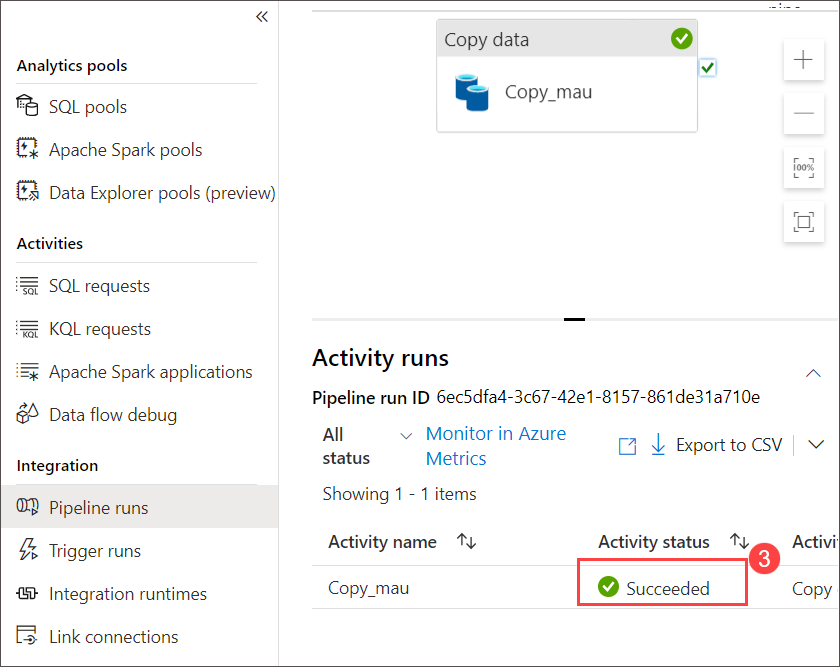 Analytics pools
SQL pools
Apache Spark pools
Data Explorer pools (preview)
Activities
SQL requests
KQL requests
Apache Spark applications
Data flow debug
Integration
Pipeline runs
Trigger runs
Integration runtimes
Link connections
Copy data
Copy_mau
100%
Activity runs
Pipeline run ID 6ec5dfa4-3c67-42e1-8157-861de31a710e
All status
Monitor in Azure Metrics
Export to CSV
Showing 1 - 1 items
Activity name Activity status Activi
3
Copy_mau Succeeded Copy